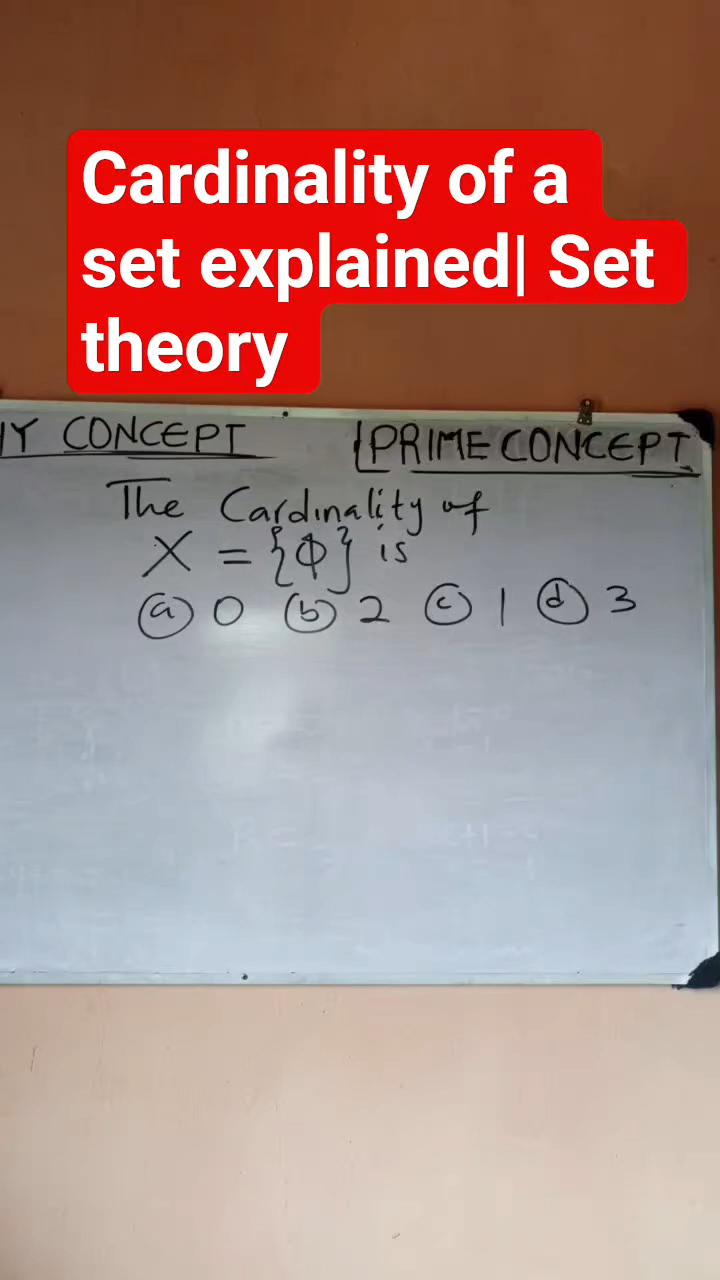 Cardinality of a
set explained| Set
theory
CONCEPT PRIME CONCEPT
The Cardinality of
X = {Φ} is
(a) 0 (b) 2 (c) 1 (d) 3